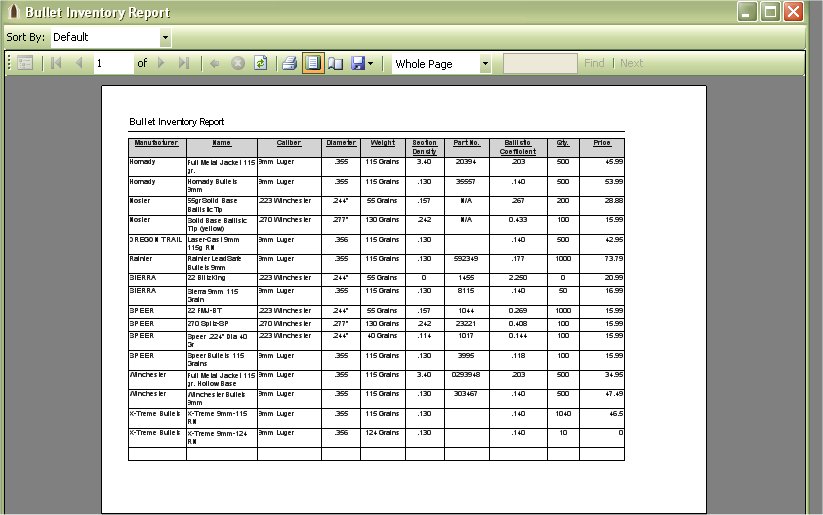 Bullet Inventory Report
Sort By: Default
1 of Whole Page Find | Next
Bullet Inventory Report
Manufacturer Name Caliber Diameter Weight Section Density Part No. Ballistic Coefficient Qty. Price
Hornady Full Metal Jacket 115 gr. 9mm Luger .355 115 Grains 3.40 20394 .203 500 45.99
Hornady Hornady Bullets 9mm 9mm Luger .355 115 Grains .130 35557 .140 500 53.99
Nosler 55gr Solid Base Ballistic Tip .223 Winchester .244" 55 Grains .157 N/A .267 200 28.88
Nosler Solid Base Ballistic Tip (yellow) .270 Winchester .277" 130 Grains .242 N/A 0.433 100 15.99
OREGON TRAIL Laser-Cast 9mm 115g RN 9mm Luger .356 115 Grains .130 .140 500 42.95
Rainier Rainier LeadSafe Bullets 9mm 9mm Luger .355 115 Grains .130 592349 .177 1000 73.79
SIERRA 22 BlitzKing .223 Winchester .244" 55 Grains 0 1455 2.250 0 20.99
SIERRA Sierra 9mm 115 Grain 9mm Luger .355 115 Grains .130 8115 .140 50 16.99
SPEER 22 FMJ-BT .223 Winchester .244" 55 Grains .157 1044 0.269 1000 15.99
SPEER 270 Spitz-SP .270 Winchester .277" 130 Grains .242 23221 0.408 100 15.99
SPEER Speer .224" Dia 40 Gr .223 Winchester .244" 40 Grains .114 1017 0.144 100 15.99
SPEER Speer Bullets 115 Grains 9mm Luger .355 115 Grains .130 3995 .118 100 15.99
Winchester Full Metal Jacket 115 gr. Hollow Base 9mm Luger .355 115 Grains 3.40 0293948 .203 500 34.95
Winchester Winchester Bullets 9mm 9mm Luger .355 115 Grains .130 303467 .140 500 47.49
X-Treme Bullets X-Treme 9mm-115 RN 9mm Luger .355 115 Grains .130 .140 1040 46.5
X-Treme Bullets X-Treme 9mm-124 RN 9mm Luger .356 124 Grains .130 .140 10 0